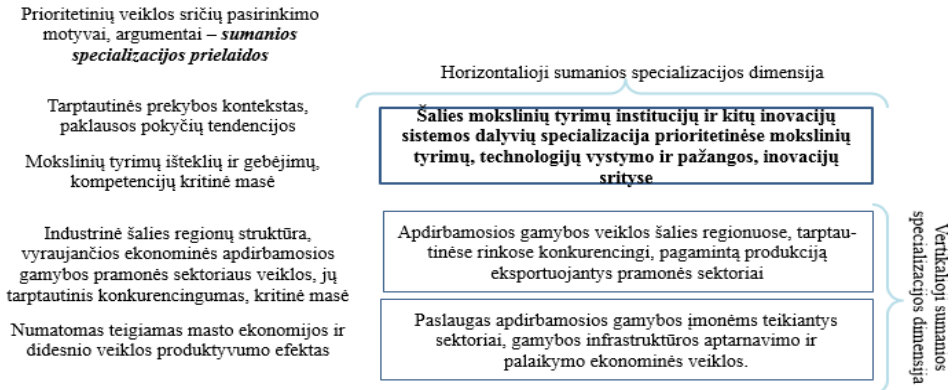 Prioritetinių veiklos sričių pasirinkimo
motyvai, argumentai – sumanios
specializacijos prielaidos
Tarptautinės prekybos kontekstas,
paklausos pokyčių tendencijos
Mokslinių tyrimų išteklių ir gebėjimų,
kompetencijų kritinė masė
Industrinė šalies regionų struktūra,
vyraujančios ekonominės apdirbamosios
gamybos pramonės sektoriaus veiklos, jų
tarptautinis konkurencingumas, kritinė masė
Numatomas teigiamas masto ekonomijos ir
didesnio veiklos produktyvumo efektas
Horizontalioji sumanios specializacijos dimensija
Šalies mokslinių tyrimų institucijų ir kitų inovacijų
sistemos dalyvių specializacija prioritetinėse mokslinių
tyrimų, technologijų vystymo ir pažangos, inovacijų
srityse
Apdirbamosios gamybos veiklos šalies regionuose, tarptau-
tinėse rinkose konkurencingi, pagamintą produkciją
eksportuojantys pramonės sektoriai
Paslaugas apdirbamosios gamybos įmonėms teikiantys
sektoriai, gamybos infrastruktūros aptarnavimo ir
palaikymo ekonominės veiklos.
Vertikalioji sumanios
specializacijos dimensija